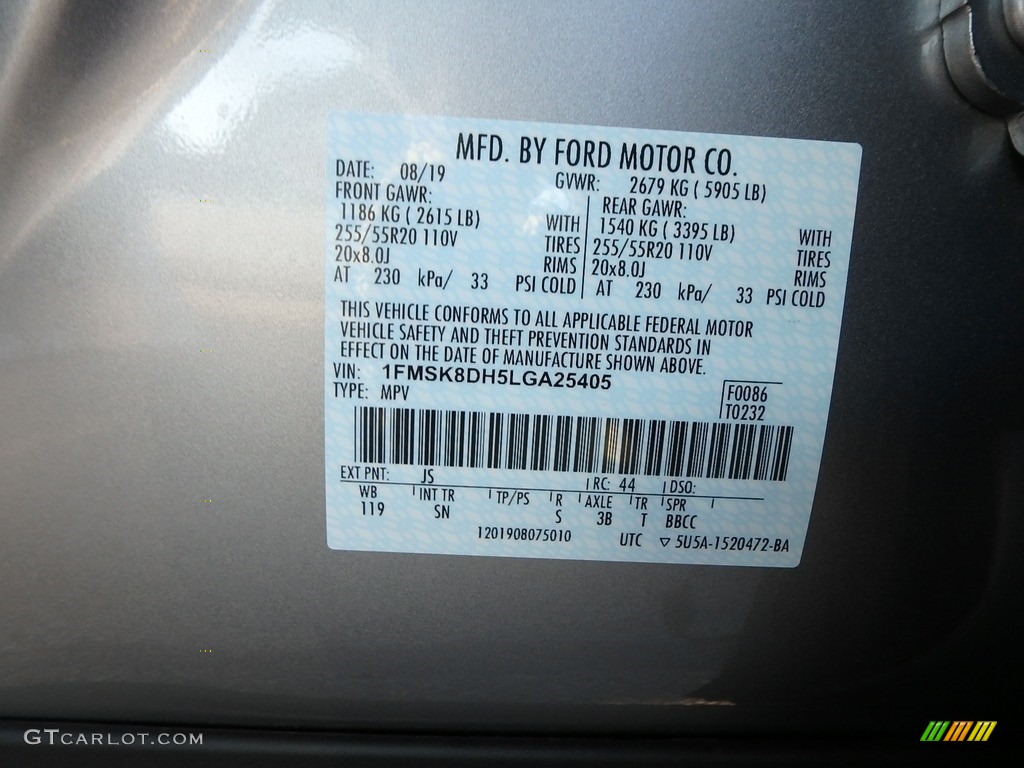 MFD. BY FORD MOTOR CO.
DATE: 08/19 GVWR: 2679 KG ( 5905 LB)
FRONT GAWR: REAR GAWR:
1186 KG ( 2615 LB) WITH 1540 KG ( 3395 LB) WITH
255/55R20 110V TIRES 255/55R20 110V TIRES
20x8.0J RIMS 20x8.0J RIMS
AT 230 kPa/ 33 PSI COLD AT 230 kPa/ 33 PSI COLD
THIS VEHICLE CONFORMS TO ALL APPLICABLE FEDERAL MOTOR
VEHICLE SAFETY AND THEFT PREVENTION STANDARDS IN
EFFECT ON THE DATE OF MANUFACTURE SHOWN ABOVE.
VIN: 1FMSK8DH5LGA25405
TYPE: MPV F0086
T0232
EXT PNT: JS RC: 44 DSO:
WB INT TR TP/PS R AXLE TR SPR
119 SN S 3B T BBCC
1201908075010 UTC ▽ 5U5A-1520472-BA
GTCARLOT.COM